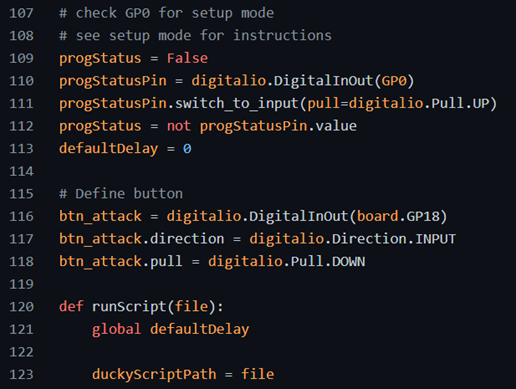 107 # check GP0 for setup mode
108 # see setup mode for instructions
109 progStatus = False
110 progStatusPin = digitalio.DigitalInOut(GP0)
111 progStatusPin.switch_to_input(pull=digitalio.Pull.UP)
112 progStatus = not progStatusPin.value
113 defaultDelay = 0
114
115 # Define button
116 btn_attack = digitalio.DigitalInOut(board.GP18)
117 btn_attack.direction = digitalio.Direction.INPUT
118 btn_attack.pull = digitalio.Pull.DOWN
119
120 def runScript(file):
121     global defaultDelay
122
123     duckyScriptPath = file